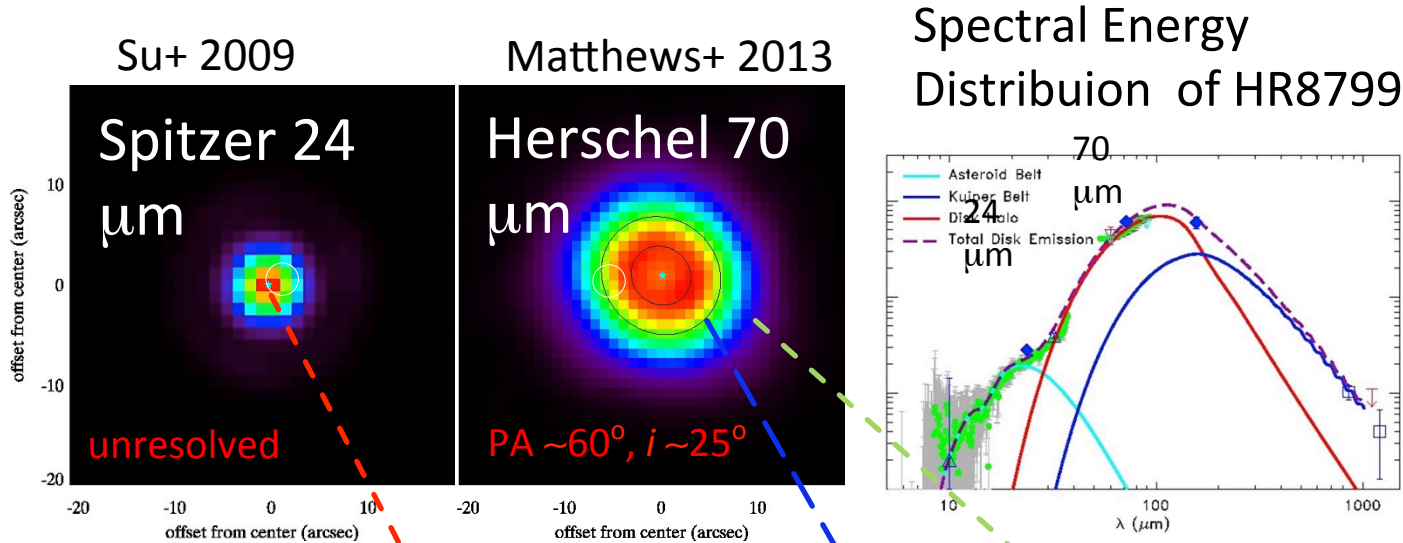 Su+ 2009
Matthews+ 2013
Spectral Energy
Distribuion of HR8799
Spitzer 24
μm
unresolved
offset from center (arcsec)
10
0
-10
-20
-20
-10
0
10
offset from center (arcsec)
Herschel 70
μm
PA ~60°, i ~25°
-20
-10
0
10
offset from center (arcsec)
70
μm
24
μm
Asteroid Belt
Kuiper Belt
Disk Halo
Total Disk Emission
10
100
1000
λ (μm)